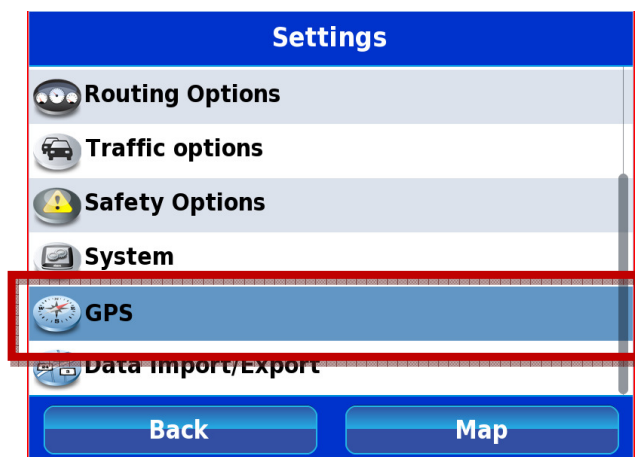 Settings
Routing Options
Traffic options
Safety Options
System
GPS
Data Import/Export
Back
Map